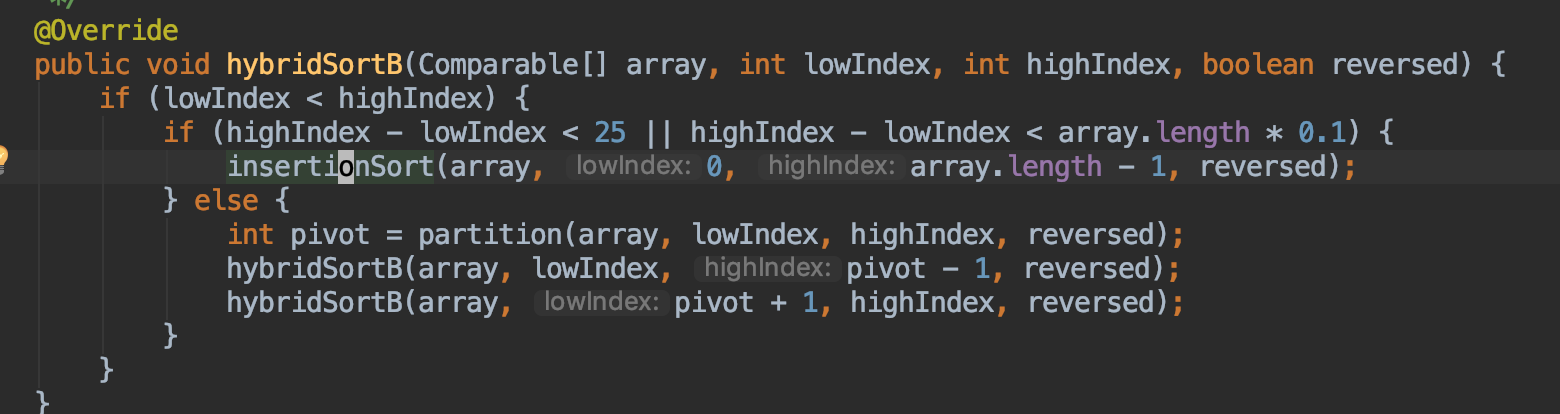 */
@Override
public void hybridSortB(Comparable[] array, int lowIndex, int highIndex, boolean reversed) {
if (lowIndex < highIndex) {
if (highIndex - lowIndex < 25 || highIndex - lowIndex < array.length * 0.1) {
insertionSort(array, lowIndex: 0, highIndex: array.length - 1, reversed);
} else {
int pivot = partition(array, lowIndex, highIndex, reversed);
hybridSortB(array, lowIndex, highIndex: pivot - 1, reversed);
hybridSortB(array, lowIndex: pivot + 1, highIndex, reversed);
}
}
}